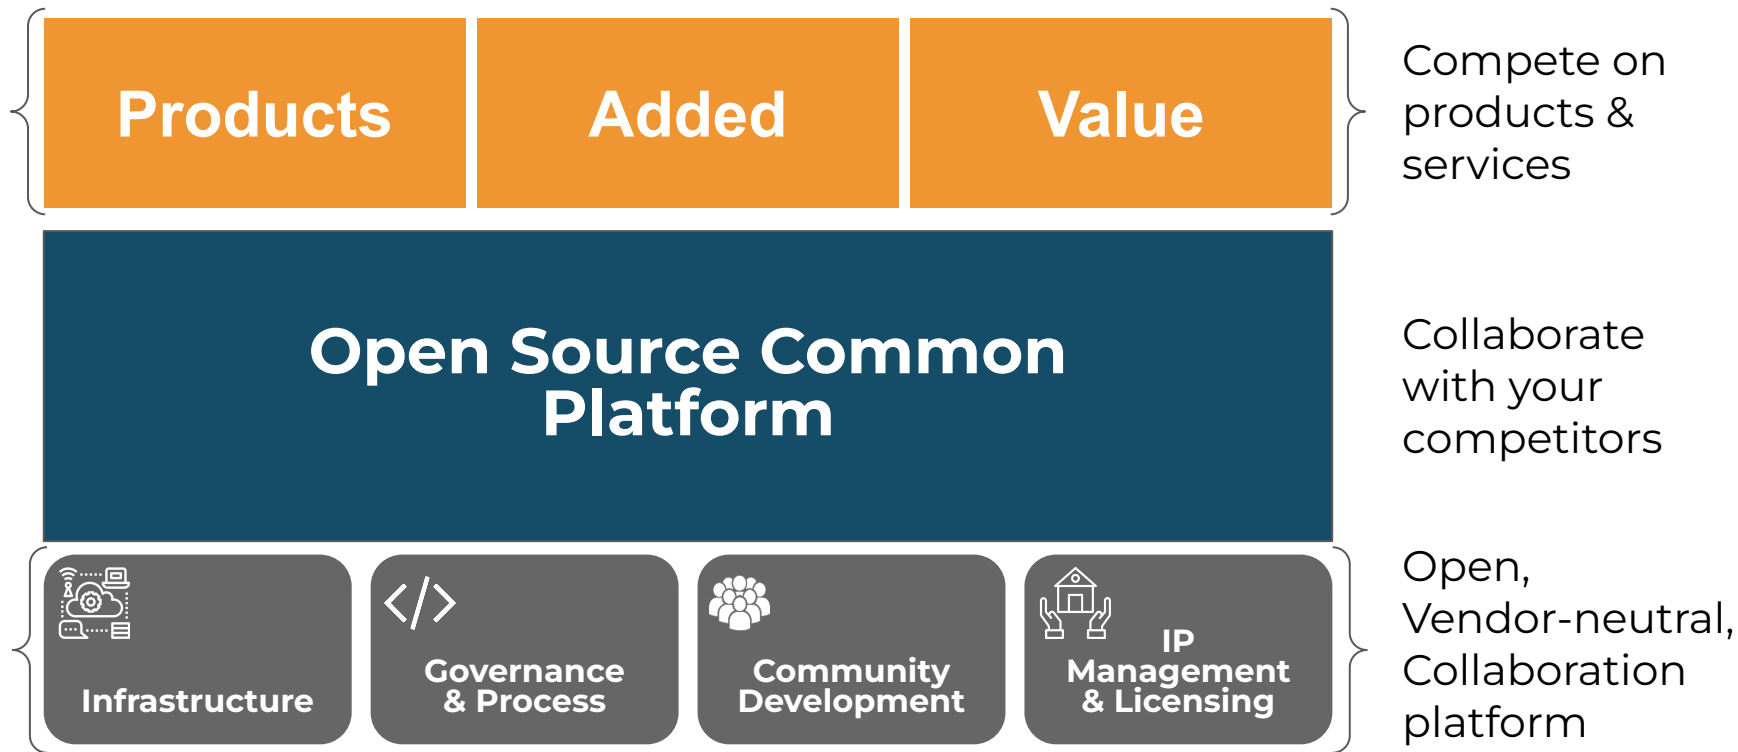 Products
Added
Value
Compete on
products &
services
Open Source Common
Platform
Collaborate
with your
competitors
Infrastructure
Governance
& Process
Community
Development
IP
Management
& Licensing
Open,
Vendor-neutral,
Collaboration
platform